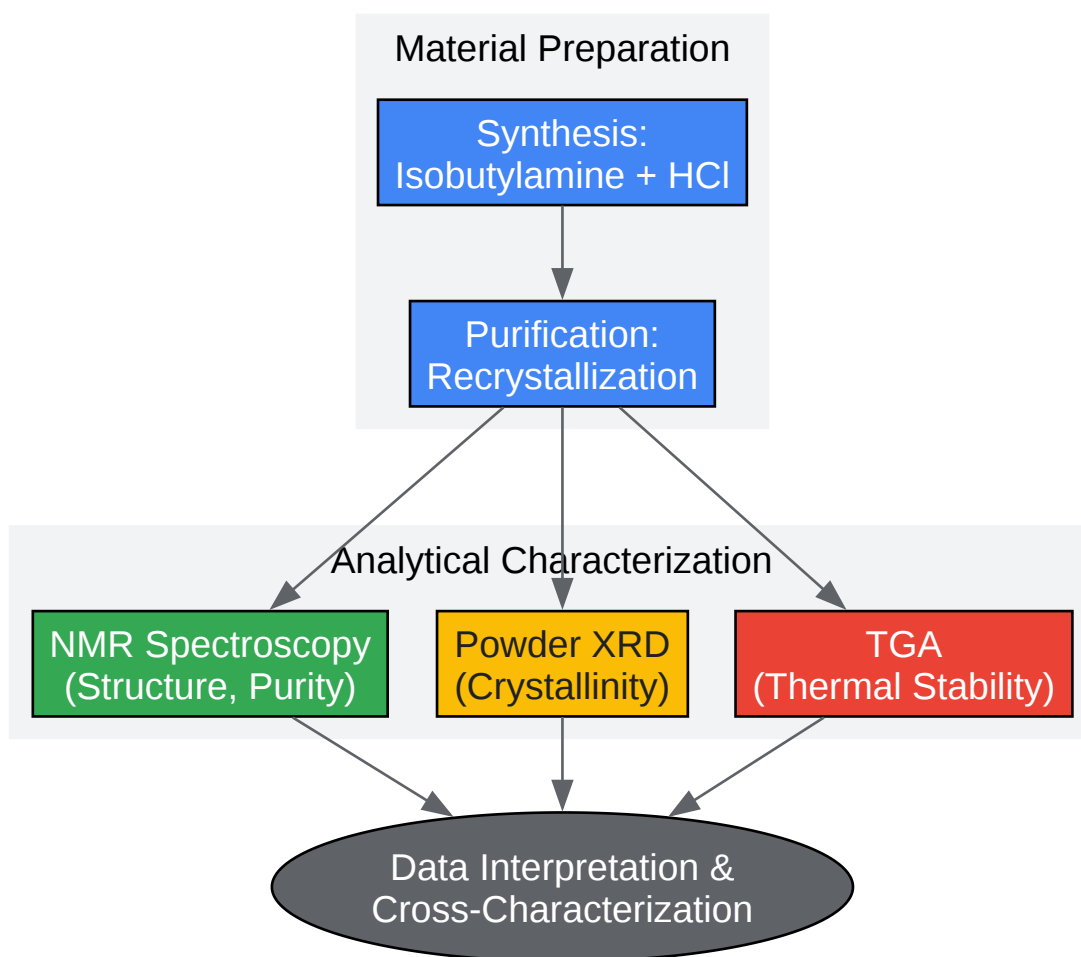 Material Preparation
Synthesis:
Isobutylamine + HCl
Purification:
Recrystallization
Analytical Characterization
NMR Spectroscopy
(Structure, Purity)
Powder XRD
(Crystallinity)
TGA
(Thermal Stability)
Data Interpretation &
Cross-Characterization